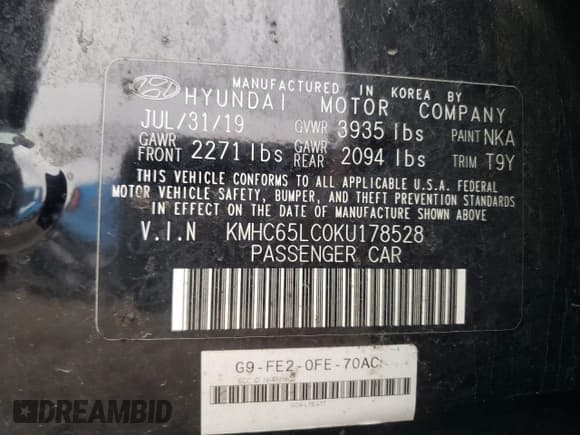 MANUFACTURED IN KOREA BY
HYUNDAI MOTOR COMPANY
JUL/31/19 GVWR 3935 lbs PAINT NKA
GAWR FRONT 2271 lbs GAWR REAR 2094 lbs TRIM T9Y
THIS VEHICLE CONFORMS TO ALL APPLICABLE U.S.A. FEDERAL
MOTOR VEHICLE SAFETY, BUMPER, AND THEFT PREVENTION STANDARDS
IN EFFECT ON THE DATE OF MANUFACTURE SHOWN ABOVE
V.I.N KMHC65LC0KU178528
PASSENGER CAR
G9-FE2-0FE-70AC
DREAMBID